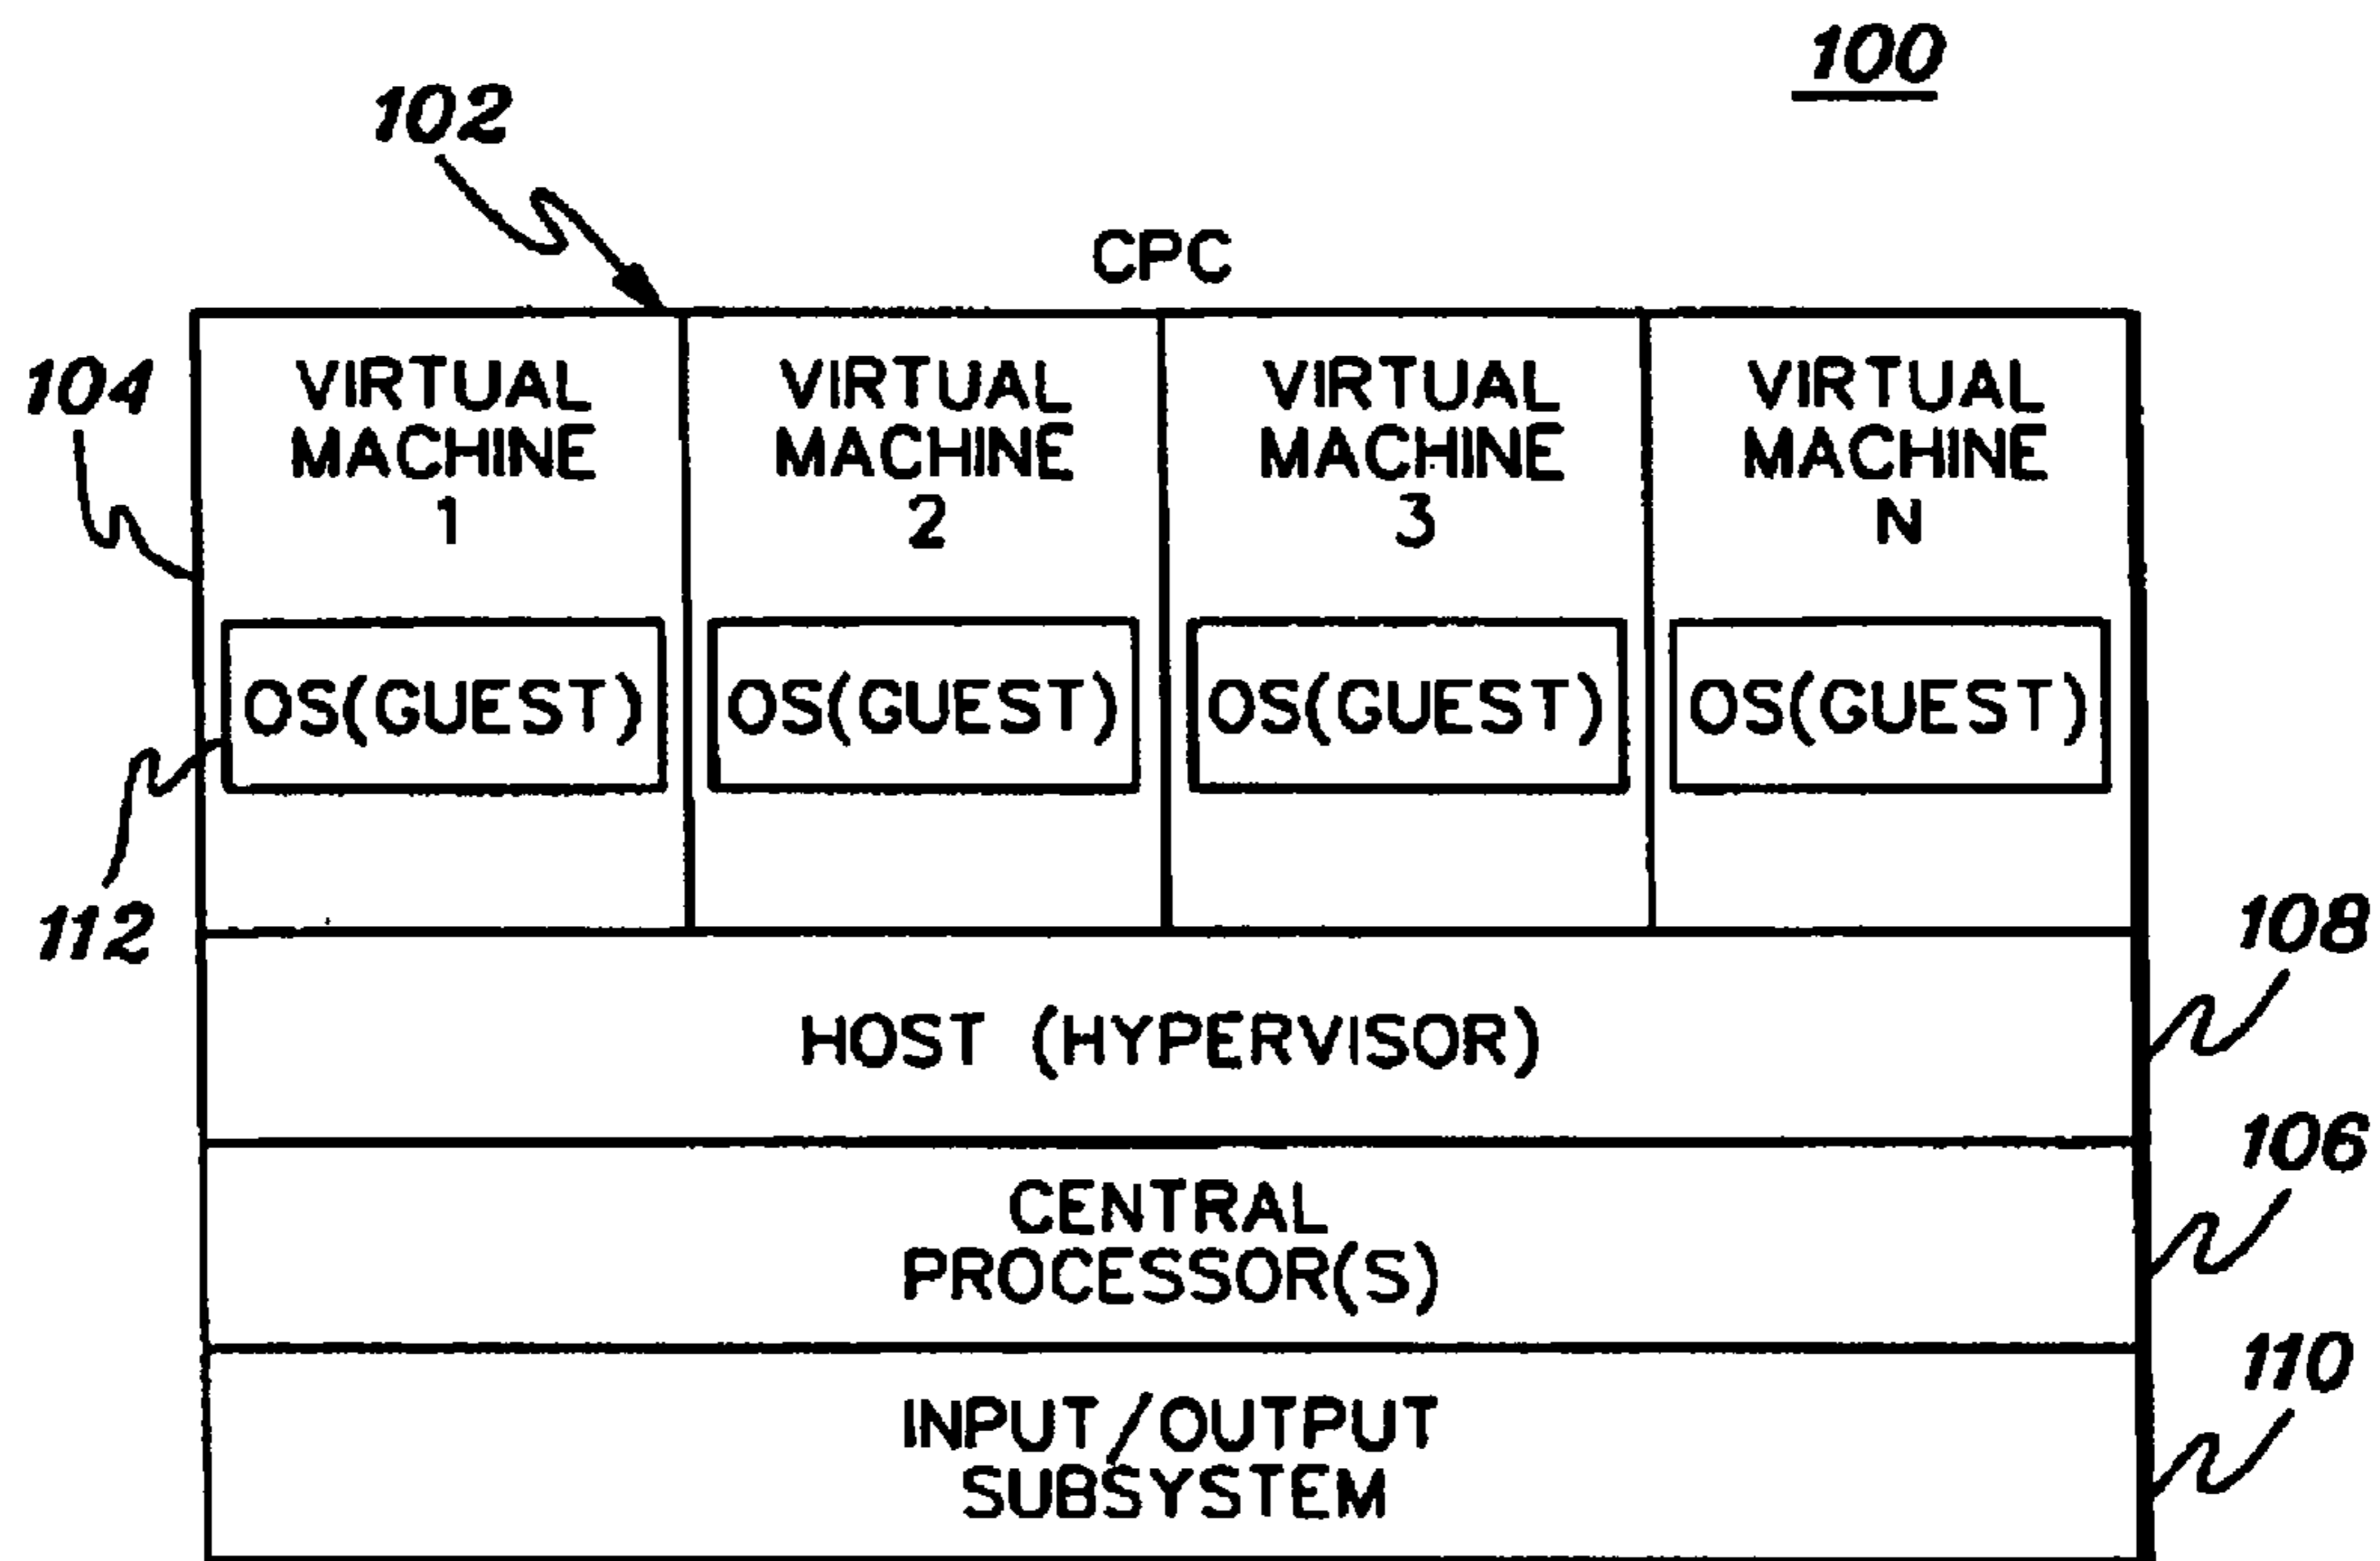 100
102
CPC
104
VIRTUAL MACHINE 1
VIRTUAL MACHINE 2
VIRTUAL MACHINE 3
VIRTUAL MACHINE N
OS(GUEST)
OS(GUEST)
OS(GUEST)
OS(GUEST)
112
108
HOST (HYPERVISOR)
106
CENTRAL
PROCESSOR(S)
110
INPUT/OUTPUT
SUBSYSTEM